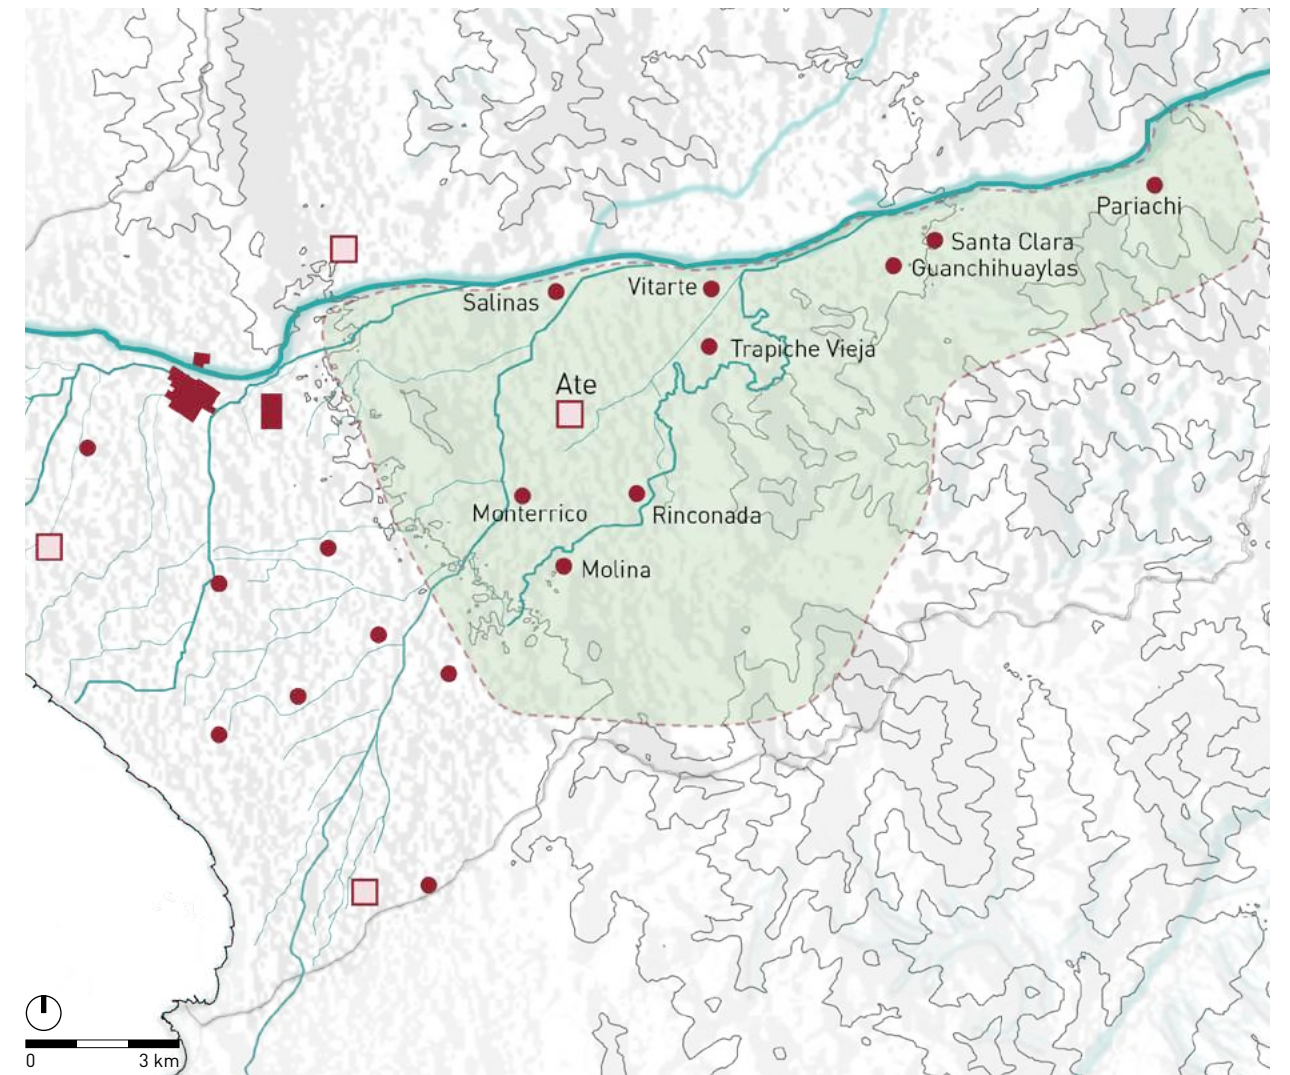 Pariachi
Santa Clara
Guanchihuaylas
Vitarte
Salinas
Trapiche Vieja
Ate
Monterrico
Rinconada
Molina
0 3 km